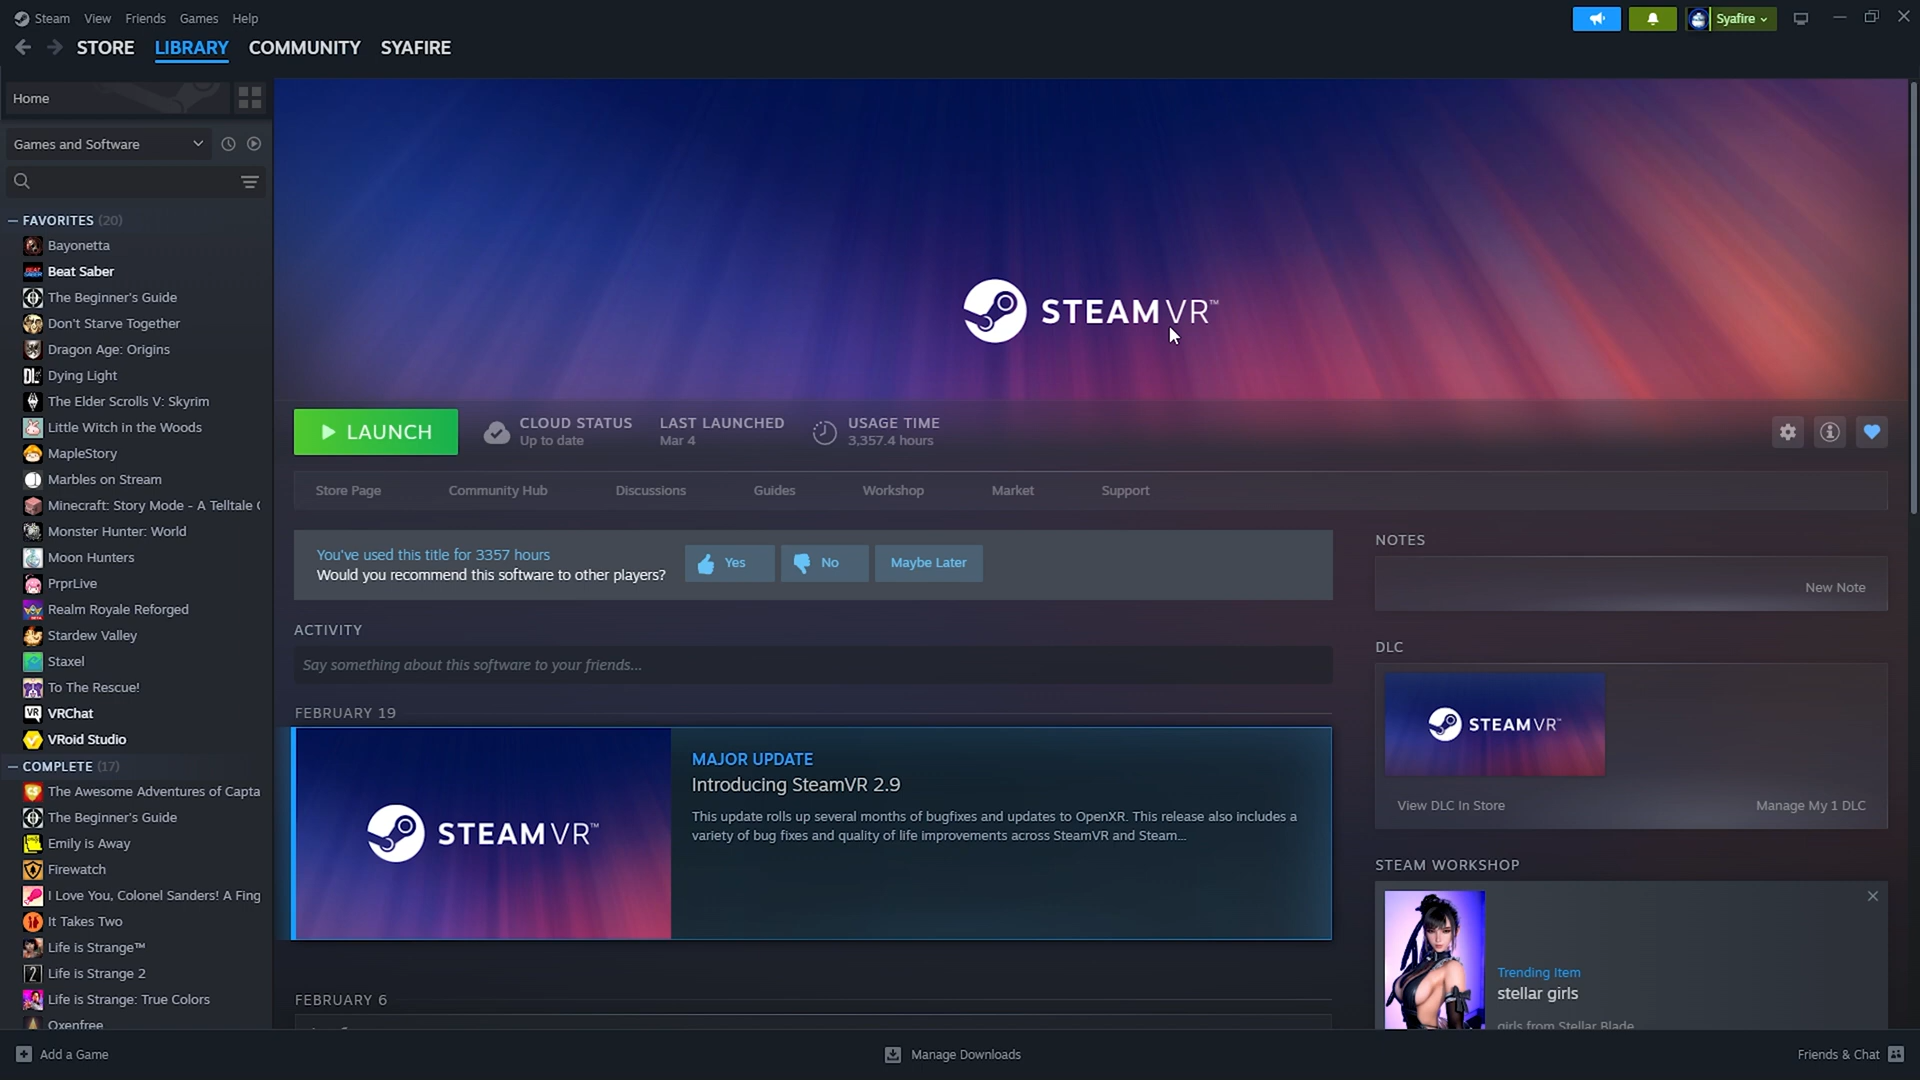 Steam View Friends Games Help
Syafire
STORE LIBRARY COMMUNITY SYAFIRE
Home
Games and Software
FAVORITES (20)
Bayonetta
Beat Saber
The Beginner's Guide
Don't Starve Together
Dragon Age: Origins
Dying Light
The Elder Scrolls V: Skyrim
Little Witch in the Woods
MapleStory
Marbles on Stream
Minecraft: Story Mode - A Telltale
Monster Hunter: World
Moon Hunters
PrprLive
Realm Royale Reforged
Stardew Valley
Staxel
To The Rescue!
VRChat
VRoid Studio
COMPLETE (17)
The Awesome Adventures of Capta
The Beginner's Guide
Emily is Away
Firewatch
I Love You, Colonel Sanders! A Fing
It Takes Two
Life is Strange™
Life is Strange 2
Life is Strange: True Colors
Oxenfree
STEAMVR™
LAUNCH
CLOUD STATUS
Up to date
LAST LAUNCHED
Mar 4
USAGE TIME
3,357.4 hours
Store Page Community Hub Discussions Guides Workshop Market Support
You've used this title for 3357 hours
Would you recommend this software to other players?
Yes No Maybe Later
ACTIVITY
Say something about this software to your friends...
FEBRUARY 19
STEAMVR™
MAJOR UPDATE
Introducing SteamVR 2.9
This update rolls up several months of bugfixes and updates to OpenXR. This release also includes a
variety of bug fixes and quality of life improvements across SteamVR and Steam...
FEBRUARY 6
NOTES
New Note
DLC
STEAMVR™
View DLC In Store Manage My 1 DLC
STEAM WORKSHOP
Trending Item
stellar girls
girls from Stellar Blade
Add a Game
Manage Downloads
Friends & Chat